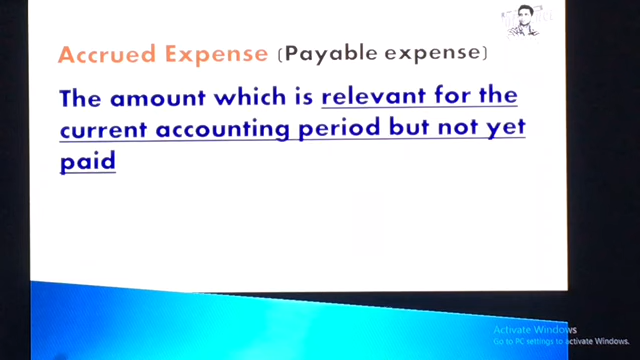 Accrued Expense (Payable expense)
The amount which is relevant for the
current accounting period but not yet
paid
Activate Windows
Go to PC settings to activate Windows.